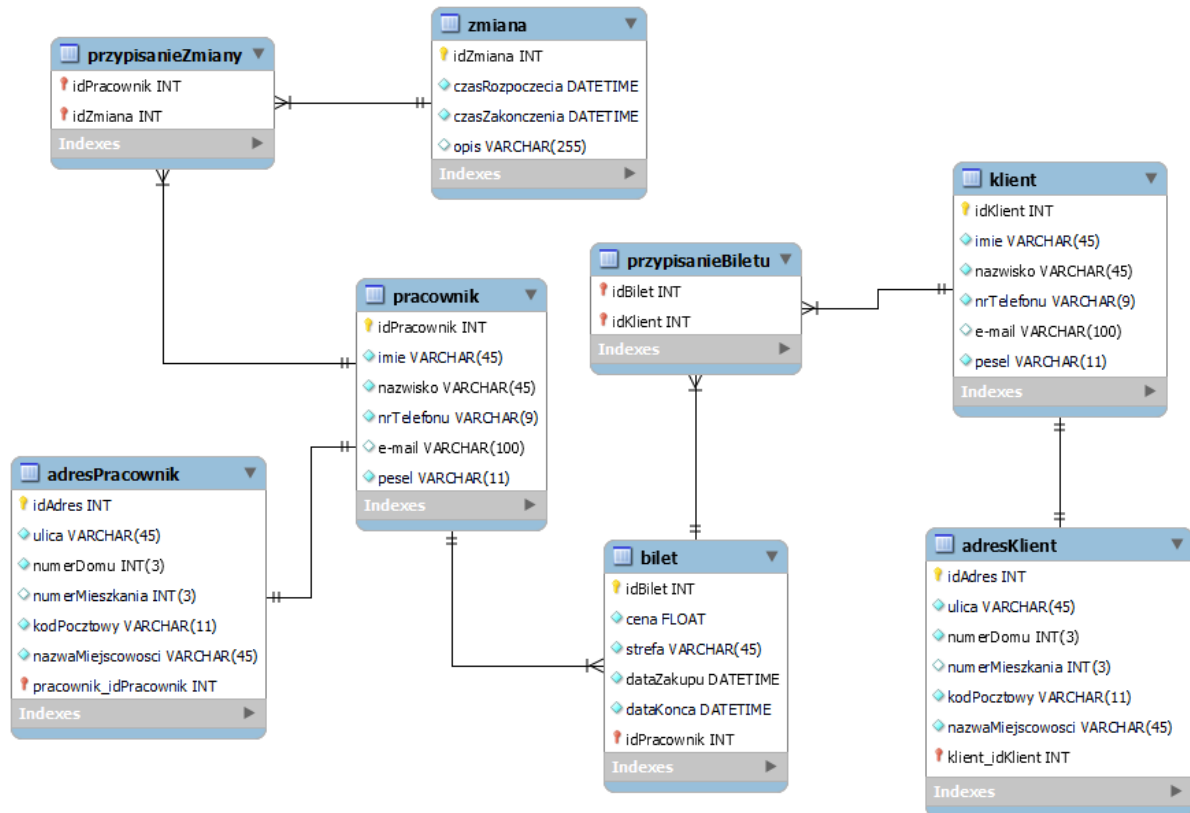 zmiana
idZmiana INT
czasRozpoczecia DATETIME
czasZakonczenia DATETIME
opis VARCHAR(255)
Indexes
przypisanieZmiany
idPracownik INT
idZmiana INT
Indexes
klient
idKlient INT
imie VARCHAR(45)
nazwisko VARCHAR(45)
nrTelefonu VARCHAR(9)
e-mail VARCHAR(100)
pesel VARCHAR(11)
Indexes
przypisanieBiletu
idBilet INT
idKlient INT
Indexes
pracownik
idPracownik INT
imie VARCHAR(45)
nazwisko VARCHAR(45)
nrTelefonu VARCHAR(9)
e-mail VARCHAR(100)
pesel VARCHAR(11)
Indexes
adresPracownik
idAdres INT
ulica VARCHAR(45)
numerDomu INT(3)
numerMieszkania INT(3)
kodPocztowy VARCHAR(11)
nazwaMiejscowosci VARCHAR(45)
pracownik_idPracownik INT
Indexes
bilet
idBilet INT
cena FLOAT
strefa VARCHAR(45)
dataZakupu DATETIME
dataKonca DATETIME
idPracownik INT
Indexes
adresKlient
idAdres INT
ulica VARCHAR(45)
numerDomu INT(3)
numerMieszkania INT(3)
kodPocztowy VARCHAR(11)
nazwaMiejscowosci VARCHAR(45)
klient_idKlient INT
Indexes